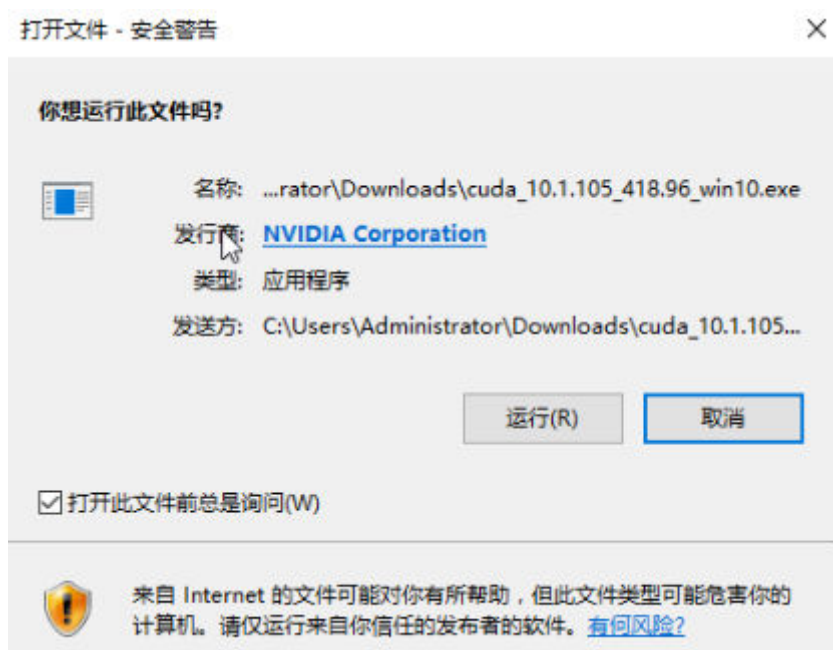 打开文件 - 安全警告
你想运行此文件吗?
名称: ...rator\Downloads\cuda_10.1.105_418.96_win10.exe
发行商: NVIDIA Corporation
类型: 应用程序
发送方: C:\Users\Administrator\Downloads\cuda_10.1.105...
运行(R) 取消
打开此文件前总是询问(W)
来自 Internet 的文件可能对你有所帮助，但此文件类型可能危害你的
计算机。请仅运行来自你信任的发布者的软件。有何风险?